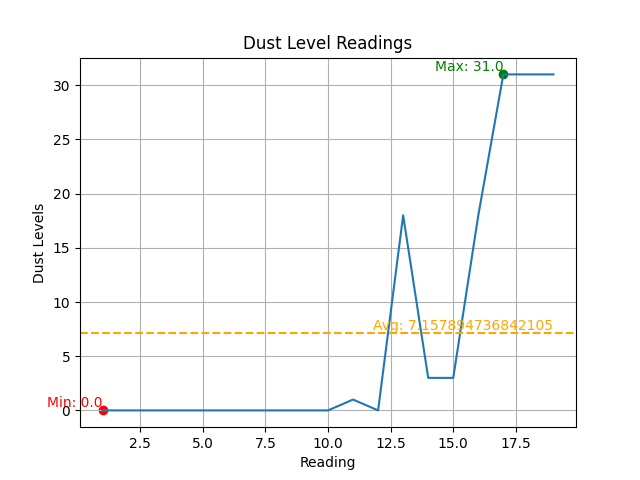 Dust Level Readings
Max: 31.0
30
25
20
15
10
Avg: 7.157894736842105
5
Min: 0.0
0
Dust Levels
2.5 5.0 7.5 10.0 12.5 15.0 17.5
Reading